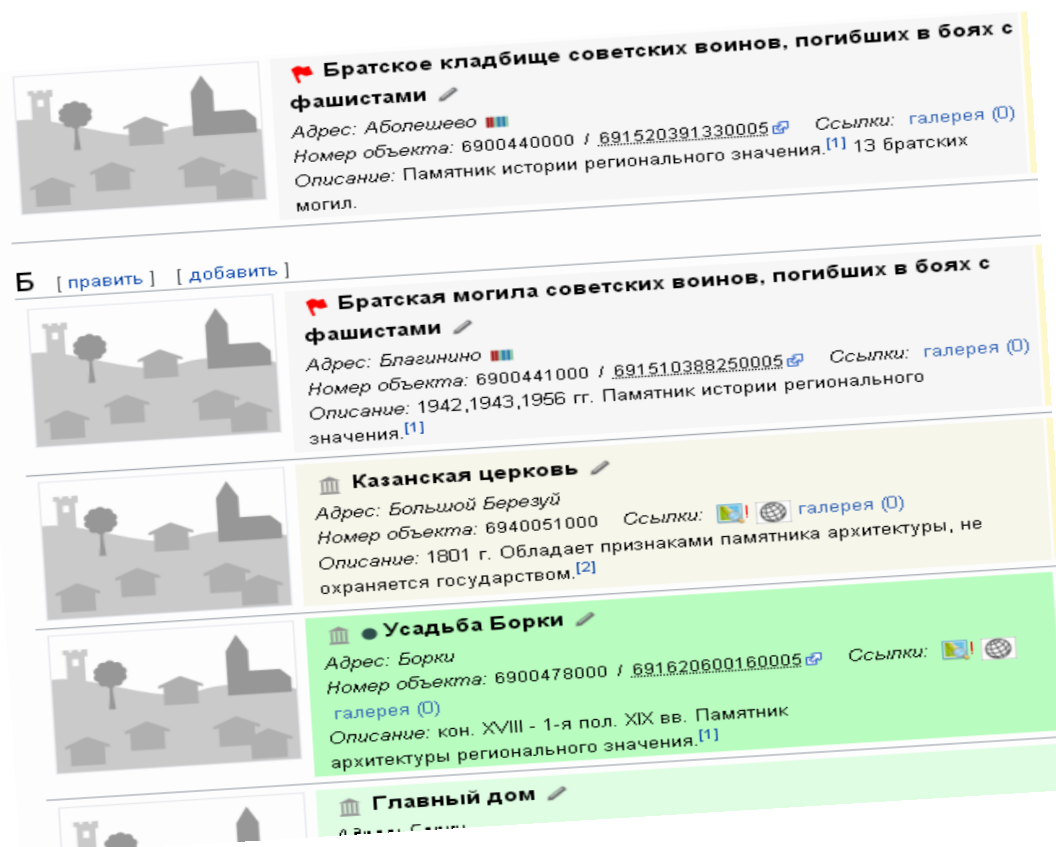 Братское кладбище советских воинов, погибших в боях с
фашистами
Адрес: Аболешево
Номер объекта: 6900440000 / 691520391330005 Ссылки: галерея (0)
Описание: Памятник истории регионального значения.[1] 13 братских
могил.
Б [ править ] [ добавить ]
Братская могила советских воинов, погибших в боях с
фашистами
Адрес: Благинино
Номер объекта: 6900441000 / 691510388250005 Ссылки: галерея (0)
Описание: 1942,1943,1956 гг. Памятник истории регионального
значения.[1]
Казанская церковь
Адрес: Большой Березуй
Номер объекта: 6940051000 Ссылки: галерея (0)
Описание: 1801 г. Обладает признаками памятника архитектуры, не
охраняется государством.[2]
Усадьба Борки
Адрес: Борки
Номер объекта: 6900478000 / 691620600160005 Ссылки:
галерея (0)
Описание: кон. XVIII - 1-я пол. XIX вв. Памятник
архитектуры регионального значения.[1]
Главный дом